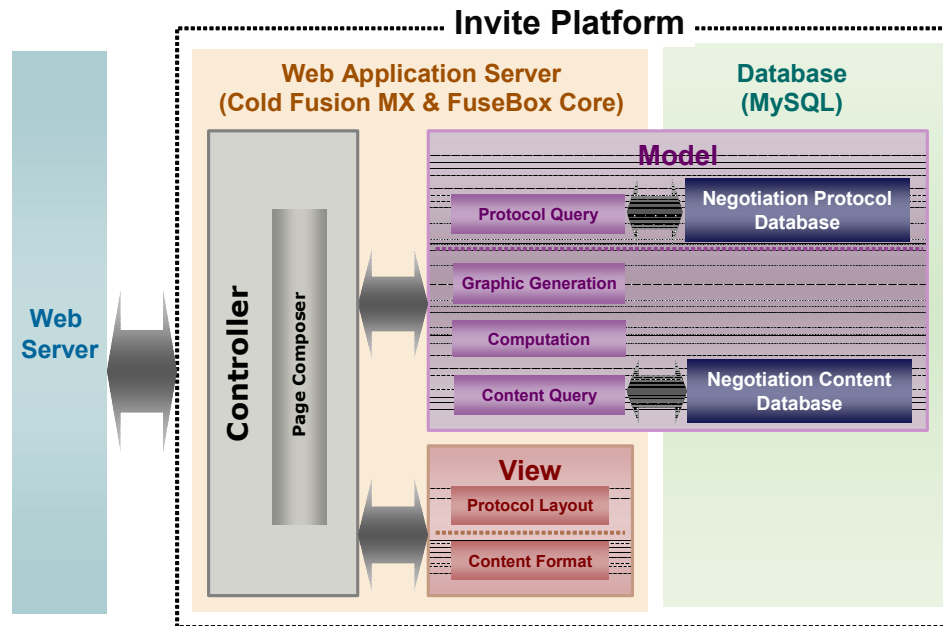 Invite Platform
Web Application Server
(Cold Fusion MX & FuseBox Core)
Database
(MySQL)
Web
Server
Controller
Page Composer
Model
Protocol Query
Negotiation Protocol
Database
Graphic Generation
Computation
Content Query
Negotiation Content
Database
View
Protocol Layout
Content Format